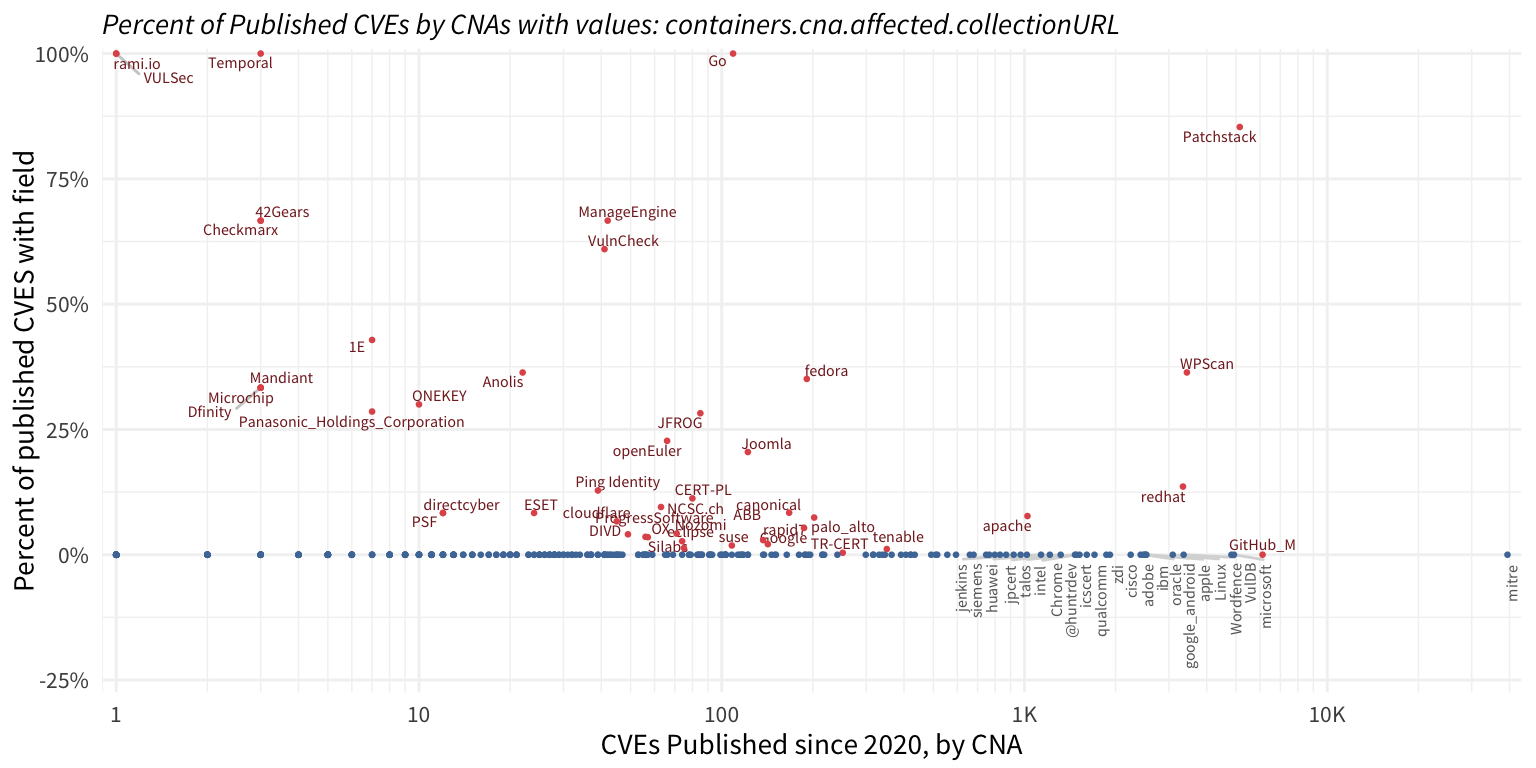 Percent of Published CVEs by CNAs with values: containers.cna.affected.collectionURL
Percent of published CVES with field
100%
75%
50%
25%
0%
-25%
rami.io
VULSec
Temporal
Go
Patchstack
42Gears
Checkmarx
ManageEngine
VulnCheck
1E
Mandiant
Microchip
Dfinity
Panasonic_Holdings_Corporation
ONEKEY
Anolis
fedora
WPScan
JFROG
openEuler
Joomla
Ping Identity
CERT-PL
redhat
directcyber
PSF
ESET
cloudflare
ProgressSoftware
NCSC.ch
canonical
ABB
DIVD
OX
Nozomi
eclipse
Silabs
suse
rapid7
Google
palo_alto
TR-CERT
tenable
apache
GitHub_M
jenkins
siemens
huawei
jpcert
talos
intel
Chrome
@huntrdev
icscert
qualcomm
zdi
cisco
adobe
ibm
oracle
google_android
apple
Linux
Wordfence
VulDB
microsoft
mitre
1
10
100
1K
10K
CVEs Published since 2020, by CNA